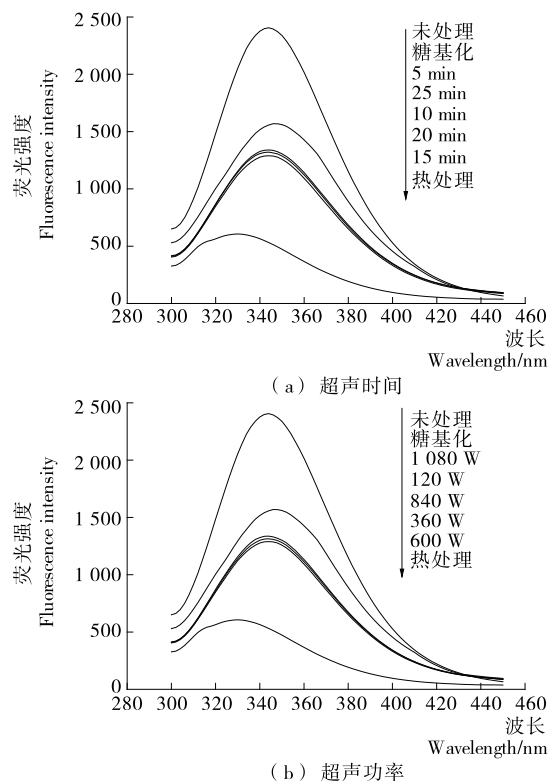 2 500
2 000
1 500
1 000
500
0
荧光强度
Fluorescence intensity
未处理
糖基化
5 min
25 min
10 min
20 min
15 min
热处理
280 300 320 340 360 380 400 420 440 460
波长
Wavelength/nm
（a）超声时间
2 500
2 000
1 500
1 000
500
0
荧光强度
Fluorescence intensity
未处理
糖基化
1 080 W
120 W
840 W
360 W
600 W
热处理
280 300 320 340 360 380 400 420 440 460
波长
Wavelength/nm
（b）超声功率